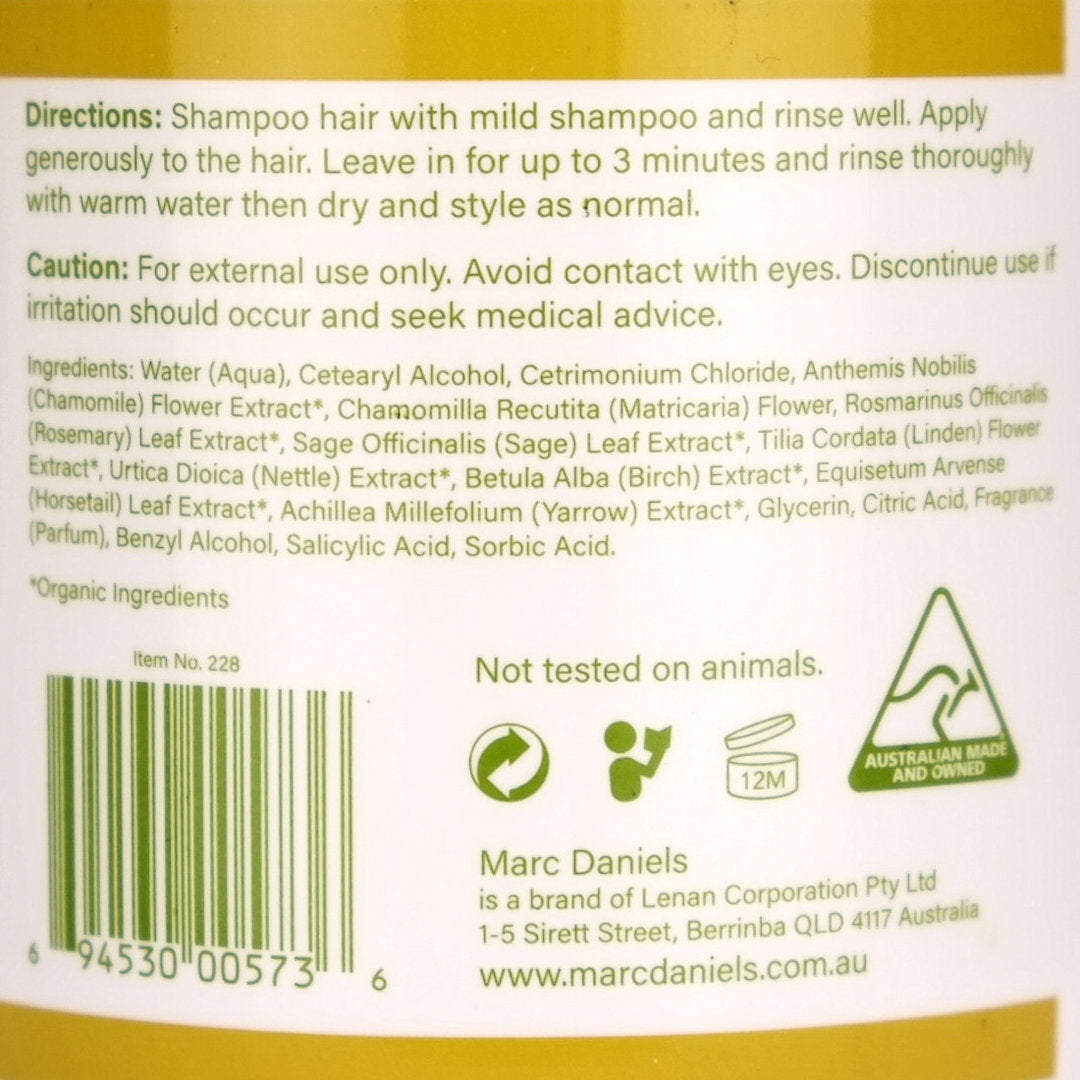 Directions: Shampoo hair with mild shampoo and rinse well. Apply
generously to the hair. Leave in for up to 3 minutes and rinse thoroughly
with warm water then dry and style as normal.
Caution: For external use only. Avoid contact with eyes. Discontinue use if
irritation should occur and seek medical advice.
Ingredients: Water (Aqua), Cetearyl Alcohol, Cetrimonium Chloride, Anthemis Nobilis
(Chamomile) Flower Extract*, Chamomilla Recutita (Matricaria) Flower, Rosmarinus Officinalis
(Rosemary) Leaf Extract*, Sage Officinalis (Sage) Leaf Extract*, Tilia Cordata (Linden) Flower
Extract*, Urtica Dioica (Nettle) Extract*, Betula Alba (Birch) Extract*, Equisetum Arvense
(Horsetail) Leaf Extract*, Achillea Millefolium (Yarrow) Extract*, Glycerin, Citric Acid, Fragrance
(Parfum), Benzyl Alcohol, Salicylic Acid, Sorbic Acid.
*Organic Ingredients
Item No. 228
6 94530 00573 6
Not tested on animals.
12M
AUSTRALIAN MADE
AND OWNED
Marc Daniels
is a brand of Lenan Corporation Pty Ltd
1-5 Sirett Street, Berrinba QLD 4117 Australia
www.marcdaniels.com.au